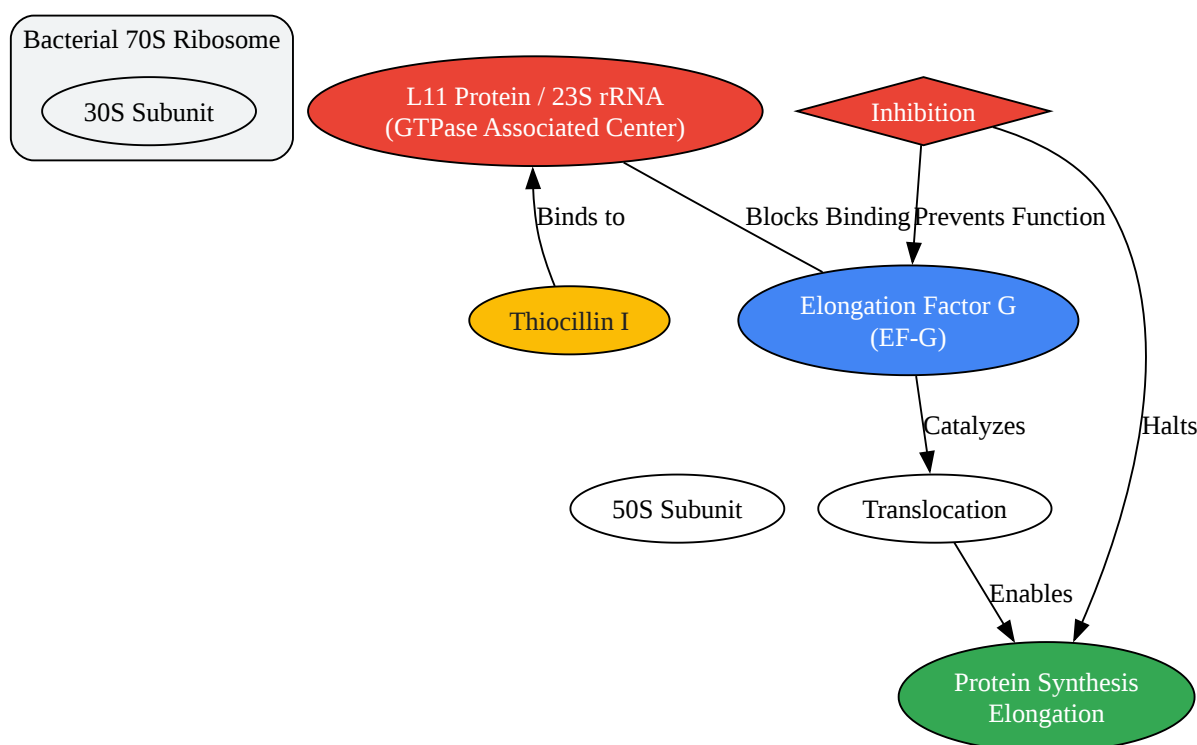 Bacterial 70S Ribosome
30S Subunit
L11 Protein / 23S rRNA
(GTPase Associated Center)
Inhibition
Binds to
Blocks Binding
Prevents Function
Thiocillin I
Elongation Factor G
(EF-G)
Catalyzes
Halts
50S Subunit
Translocation
Enables
Protein Synthesis
Elongation